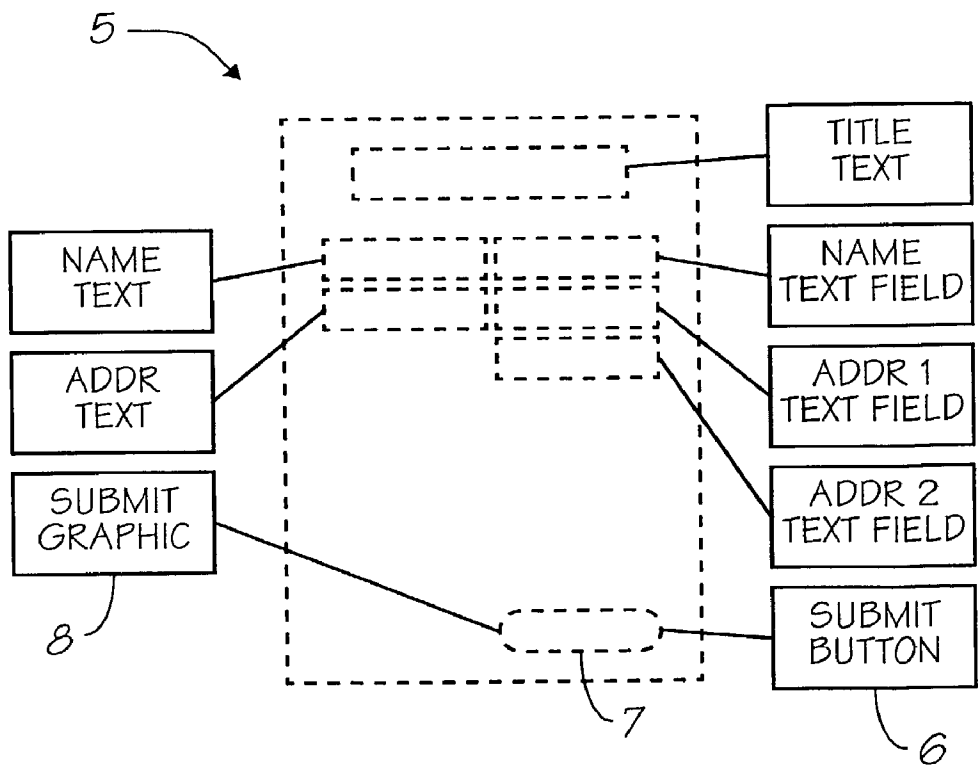 5
TITLE
TEXT
NAME
TEXT
NAME
TEXT FIELD
ADDR
TEXT
ADDR 1
TEXT FIELD
SUBMIT
GRAPHIC
ADDR 2
TEXT FIELD
8
SUBMIT
BUTTON
7
6